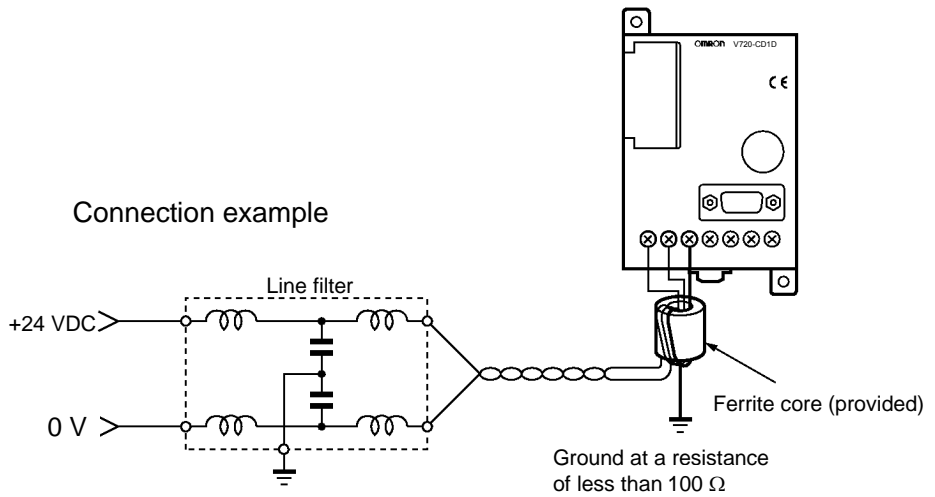 OMRON V720-CD1D
CE
Connection example
Line filter
+24 VDC
0 V
Ferrite core (provided)
Ground at a resistance
of less than 100 Ω